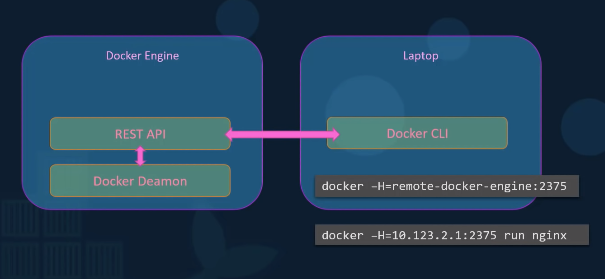 Docker Engine
Laptop
REST API
Docker CLI
Docker Deamon
docker –H=remote-docker-engine:2375
docker –H=10.123.2.1:2375 run nginx